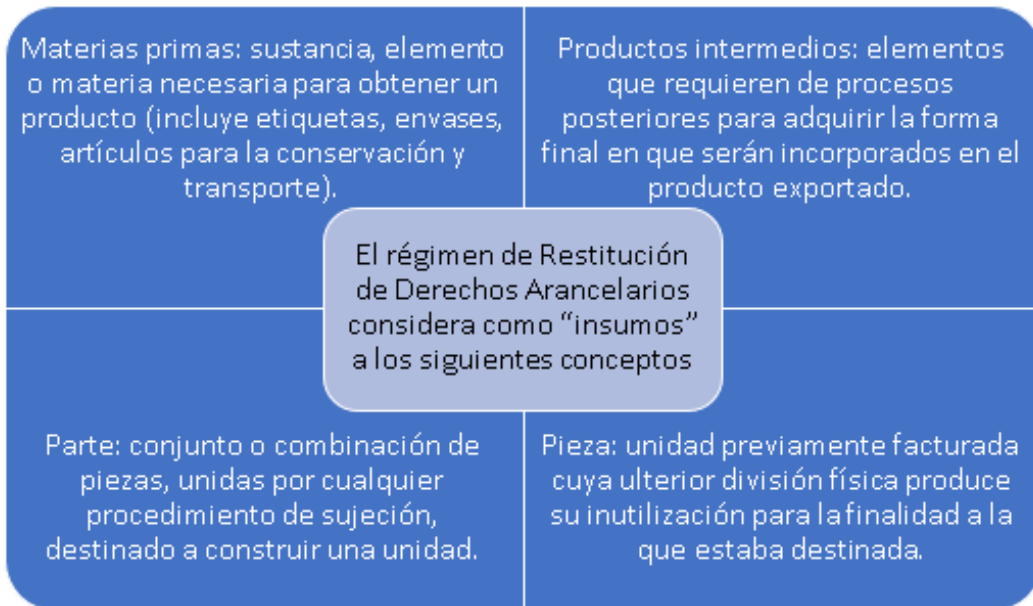 Materias primas: sustancia, elemento
o materia necesaria para obtener un
producto (incluye etiquetas, envases,
artículos para la conservación y
transporte).
Productos intermedios: elementos
que requieren de procesos
posteriores para adquirir la forma
final en que serán incorporados en el
producto exportado.
El régimen de Restitución
de Derechos Arancelarios
considera como “insumos”
a los siguientes conceptos
Parte: conjunto o combinación de
piezas, unidas por cualquier
procedimiento de sujeción,
destinado a construir una unidad.
Pieza: unidad previamente facturada
cuya ulterior división física produce
su inutilización para la finalidad a la
que estaba destinada.